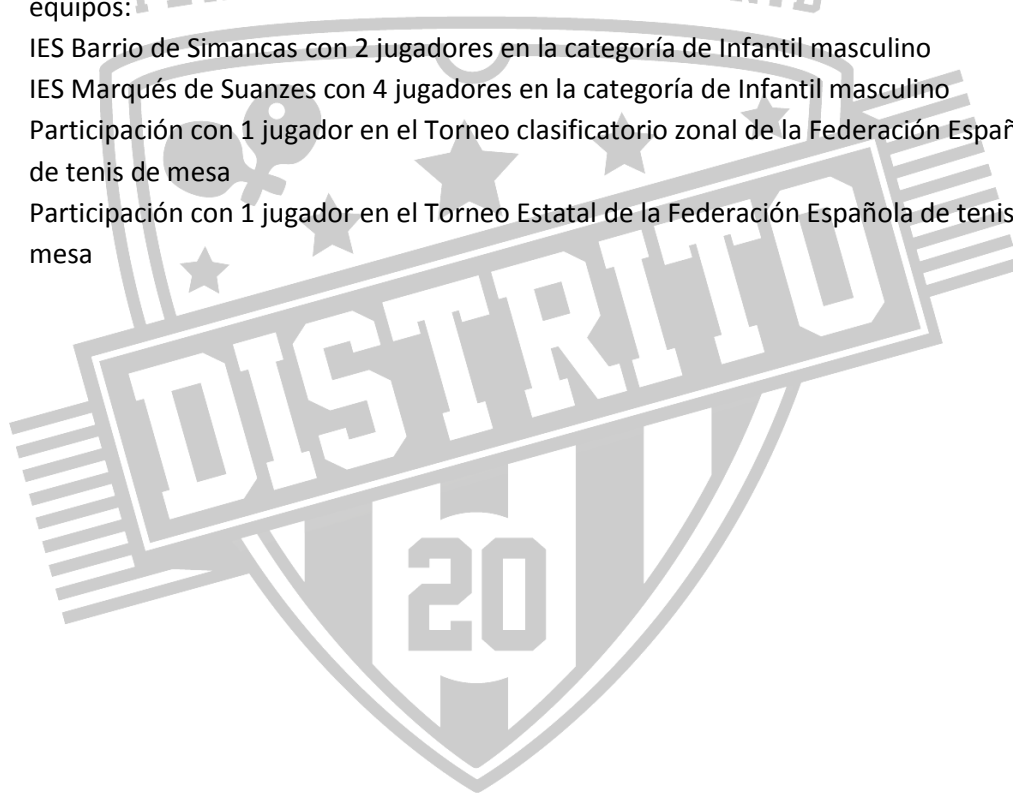 equipos:
IES Barrio de Simancas con 2 jugadores en la categoría de Infantil masculino
IES Marqués de Suanzes con 4 jugadores en la categoría de Infantil masculino
Participación con 1 jugador en el Torneo clasificatorio zonal de la Federación Españ
de tenis de mesa
Participación con 1 jugador en el Torneo Estatal de la Federación Española de tenis
mesa
DISTRITO
20